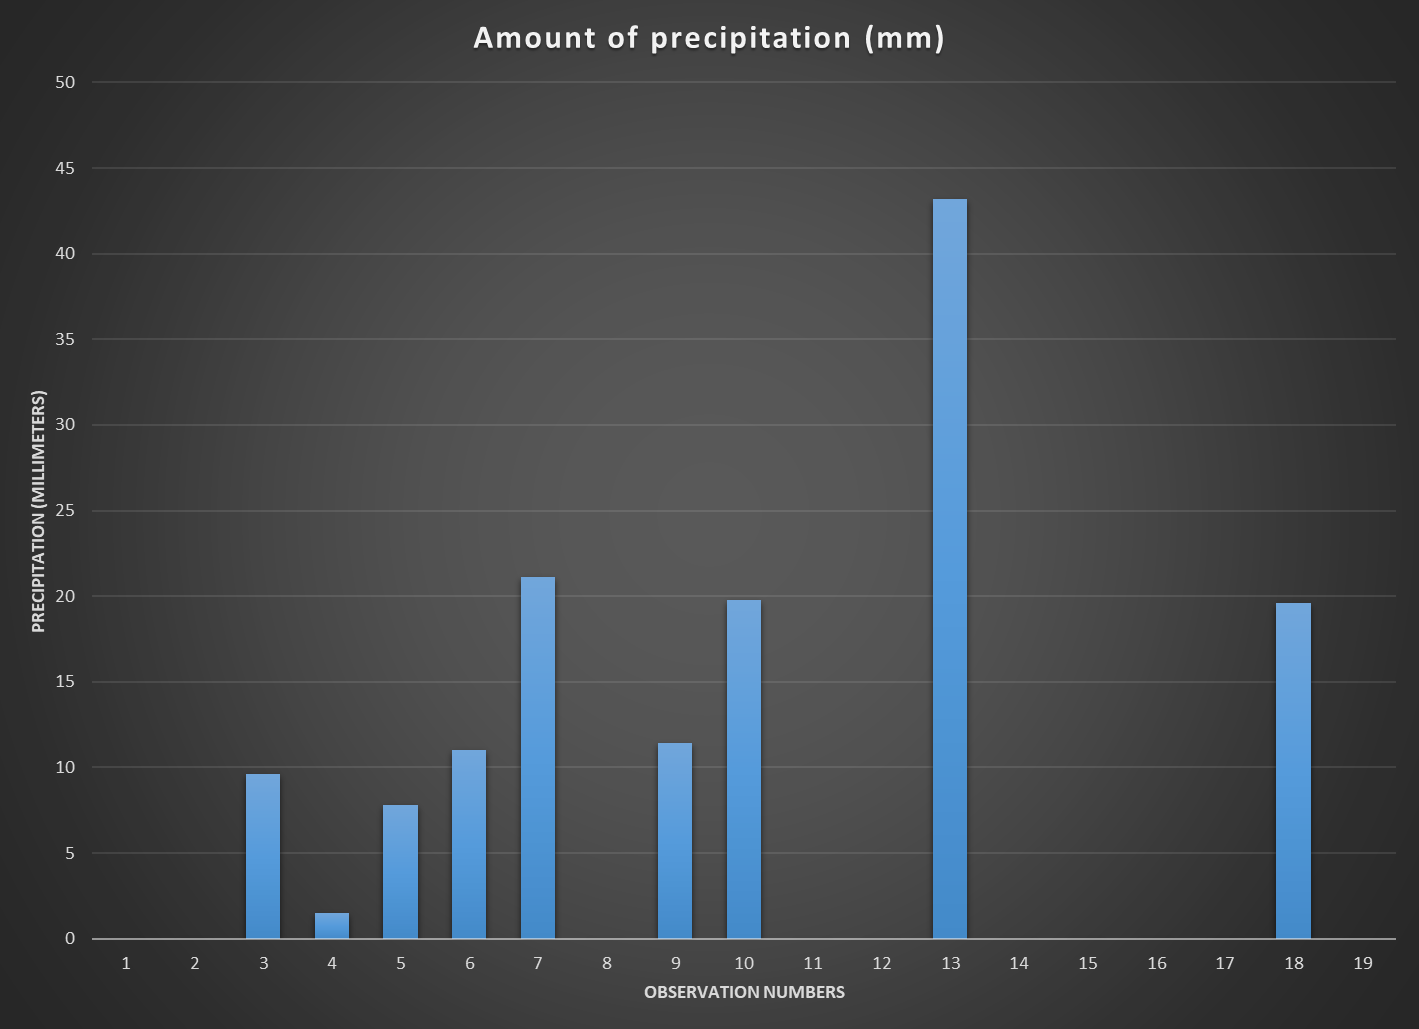 Amount of precipitation (mm)
50
45
40
35
30
25
20
15
10
5
0
PRECIPITATION (MILLIMETERS)
1 2 3 4 5 6 7 8 9 10 11 12 13 14 15 16 17 18 19
OBSERVATION NUMBERS